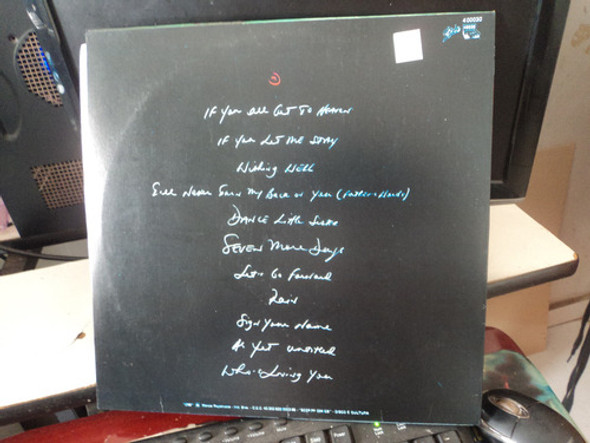 400030
If You All Get To Heaven
If You Let Me Stay
Wishing Well
I'll Never Turn My Back on You (Father's Words)
Dance Little Sister
Seven More Days
Let's Go Forward
Rain
Sign Your Name
As Yet Untitled
Who's Loving You